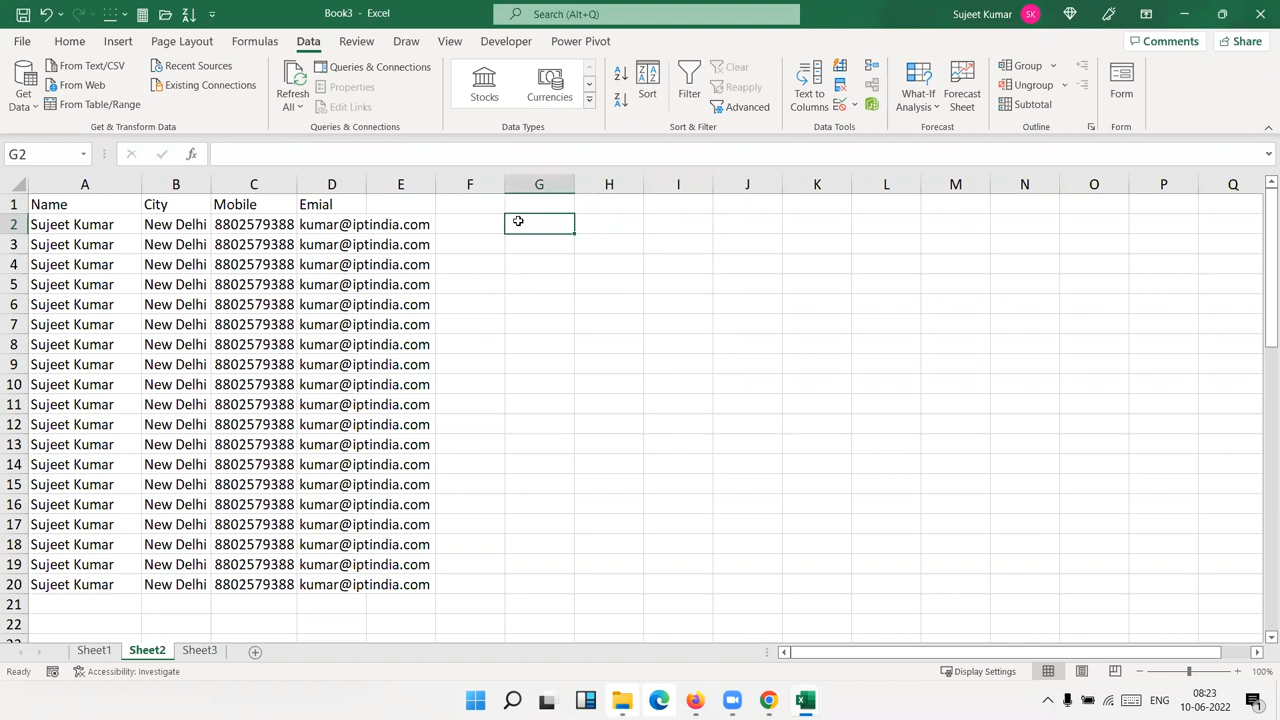 Book3 - Excel
Search (Alt+Q)
Sujeet Kumar SK
File Home Insert Page Layout Formulas Data Review Draw View Developer Power Pivot Comments Share
Get Data
From Text/CSV
From Web
From Table/Range
Recent Sources
Existing Connections
Get & Transform Data
Refresh All
Queries & Connections
Properties
Edit Links
Queries & Connections
Stocks
Currencies
Data Types
Sort
Filter
Clear
Reapply
Advanced
Sort & Filter
Text to Columns
Data Tools
What-If Analysis
Forecast Sheet
Forecast
Group
Ungroup
Subtotal
Outline
Form
Form
G2 fx
A B C D E F G H I J K L M N O P Q
1 Name City Mobile Emial
2 Sujeet Kumar New Delhi 8802579388 kumar@iptindia.com
3 Sujeet Kumar New Delhi 8802579388 kumar@iptindia.com
4 Sujeet Kumar New Delhi 8802579388 kumar@iptindia.com
5 Sujeet Kumar New Delhi 8802579388 kumar@iptindia.com
6 Sujeet Kumar New Delhi 8802579388 kumar@iptindia.com
7 Sujeet Kumar New Delhi 8802579388 kumar@iptindia.com
8 Sujeet Kumar New Delhi 8802579388 kumar@iptindia.com
9 Sujeet Kumar New Delhi 8802579388 kumar@iptindia.com
10 Sujeet Kumar New Delhi 8802579388 kumar@iptindia.com
11 Sujeet Kumar New Delhi 8802579388 kumar@iptindia.com
12 Sujeet Kumar New Delhi 8802579388 kumar@iptindia.com
13 Sujeet Kumar New Delhi 8802579388 kumar@iptindia.com
14 Sujeet Kumar New Delhi 8802579388 kumar@iptindia.com
15 Sujeet Kumar New Delhi 8802579388 kumar@iptindia.com
16 Sujeet Kumar New Delhi 8802579388 kumar@iptindia.com
17 Sujeet Kumar New Delhi 8802579388 kumar@iptindia.com
18 Sujeet Kumar New Delhi 8802579388 kumar@iptindia.com
19 Sujeet Kumar New Delhi 8802579388 kumar@iptindia.com
20 Sujeet Kumar New Delhi 8802579388 kumar@iptindia.com
21
22
Sheet1 Sheet2 Sheet3
Ready Accessibility: Investigate Display Settings 100%
ENG 08:23
10-06-2022